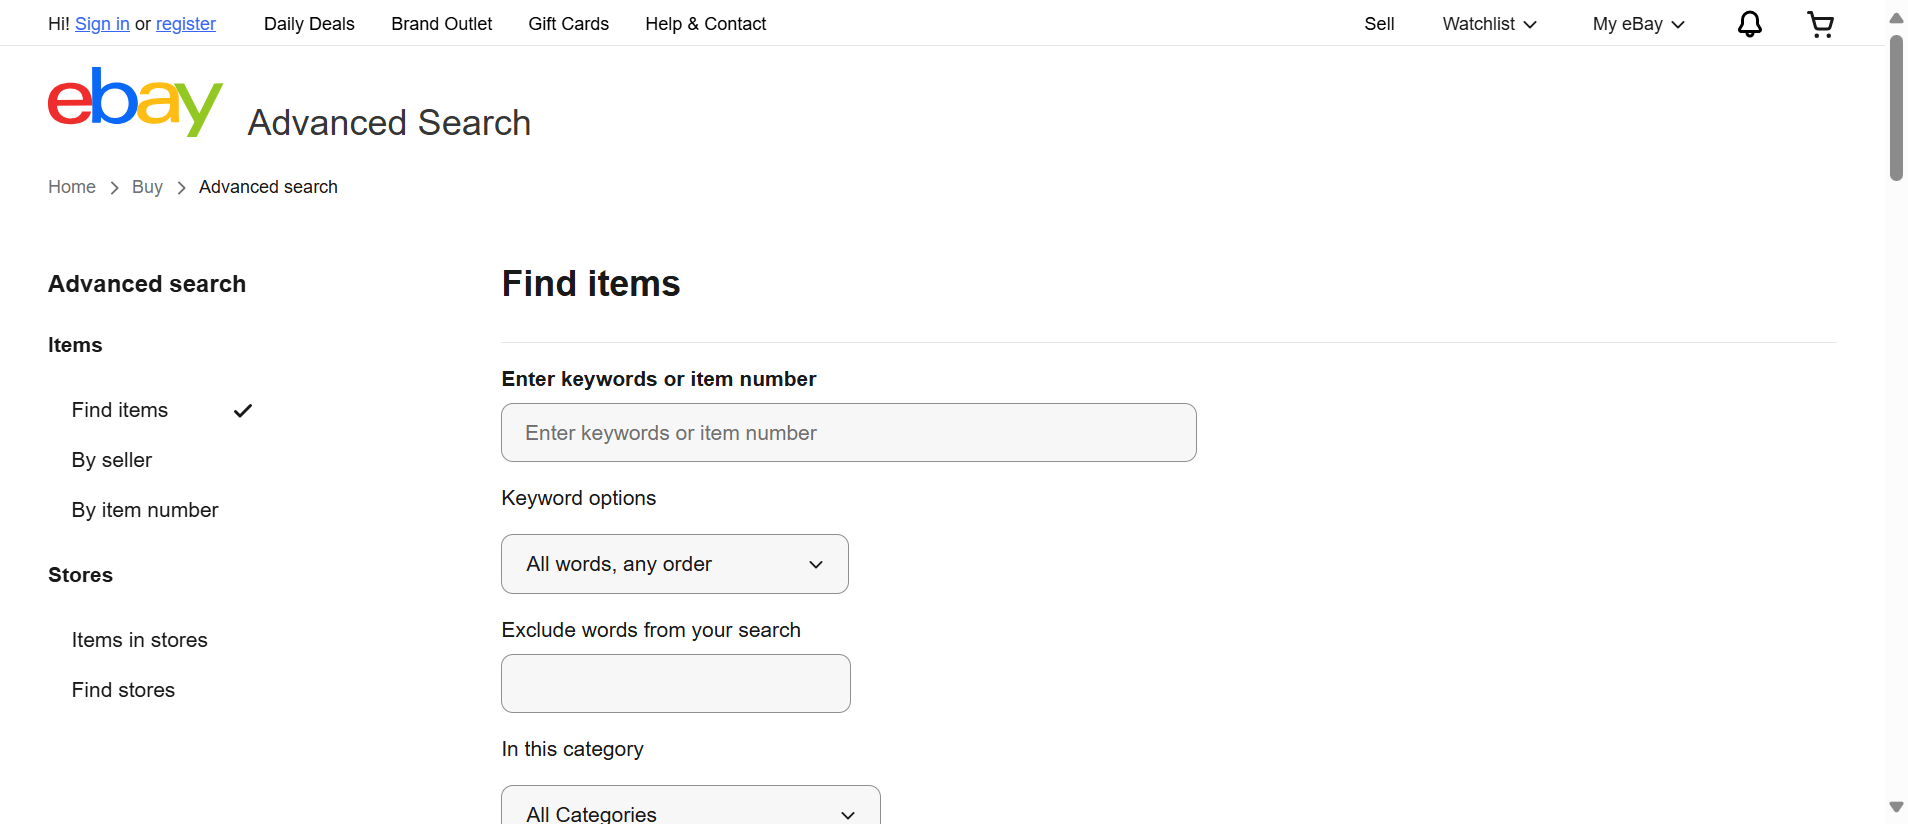 Hi! Sign in or register Daily Deals Brand Outlet Gift Cards Help & Contact Sell Watchlist My eBay
ebay Advanced Search
Home Buy Advanced search
Advanced search
Items
Find items
By seller
By item number
Stores
Items in stores
Find stores
Find items
Enter keywords or item number
Enter keywords or item number
Keyword options
All words, any order
Exclude words from your search
In this category
All Categories